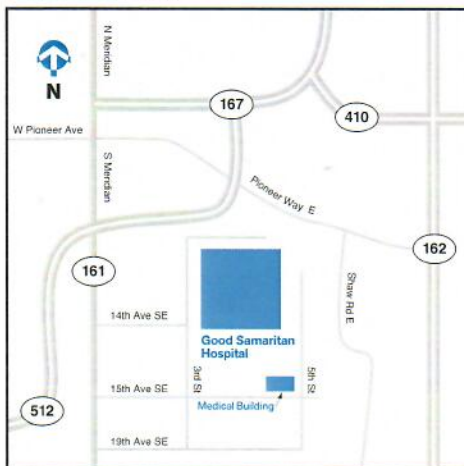 N Meridian
N
167
410
W Pioneer Ave
S Meridian
Pioneer Way E
162
161
Shaw Rd E
14th Ave SE
Good Samaritan
Hospital
3rd St
5th St
15th Ave SE
Medical Building
512
19th Ave SE